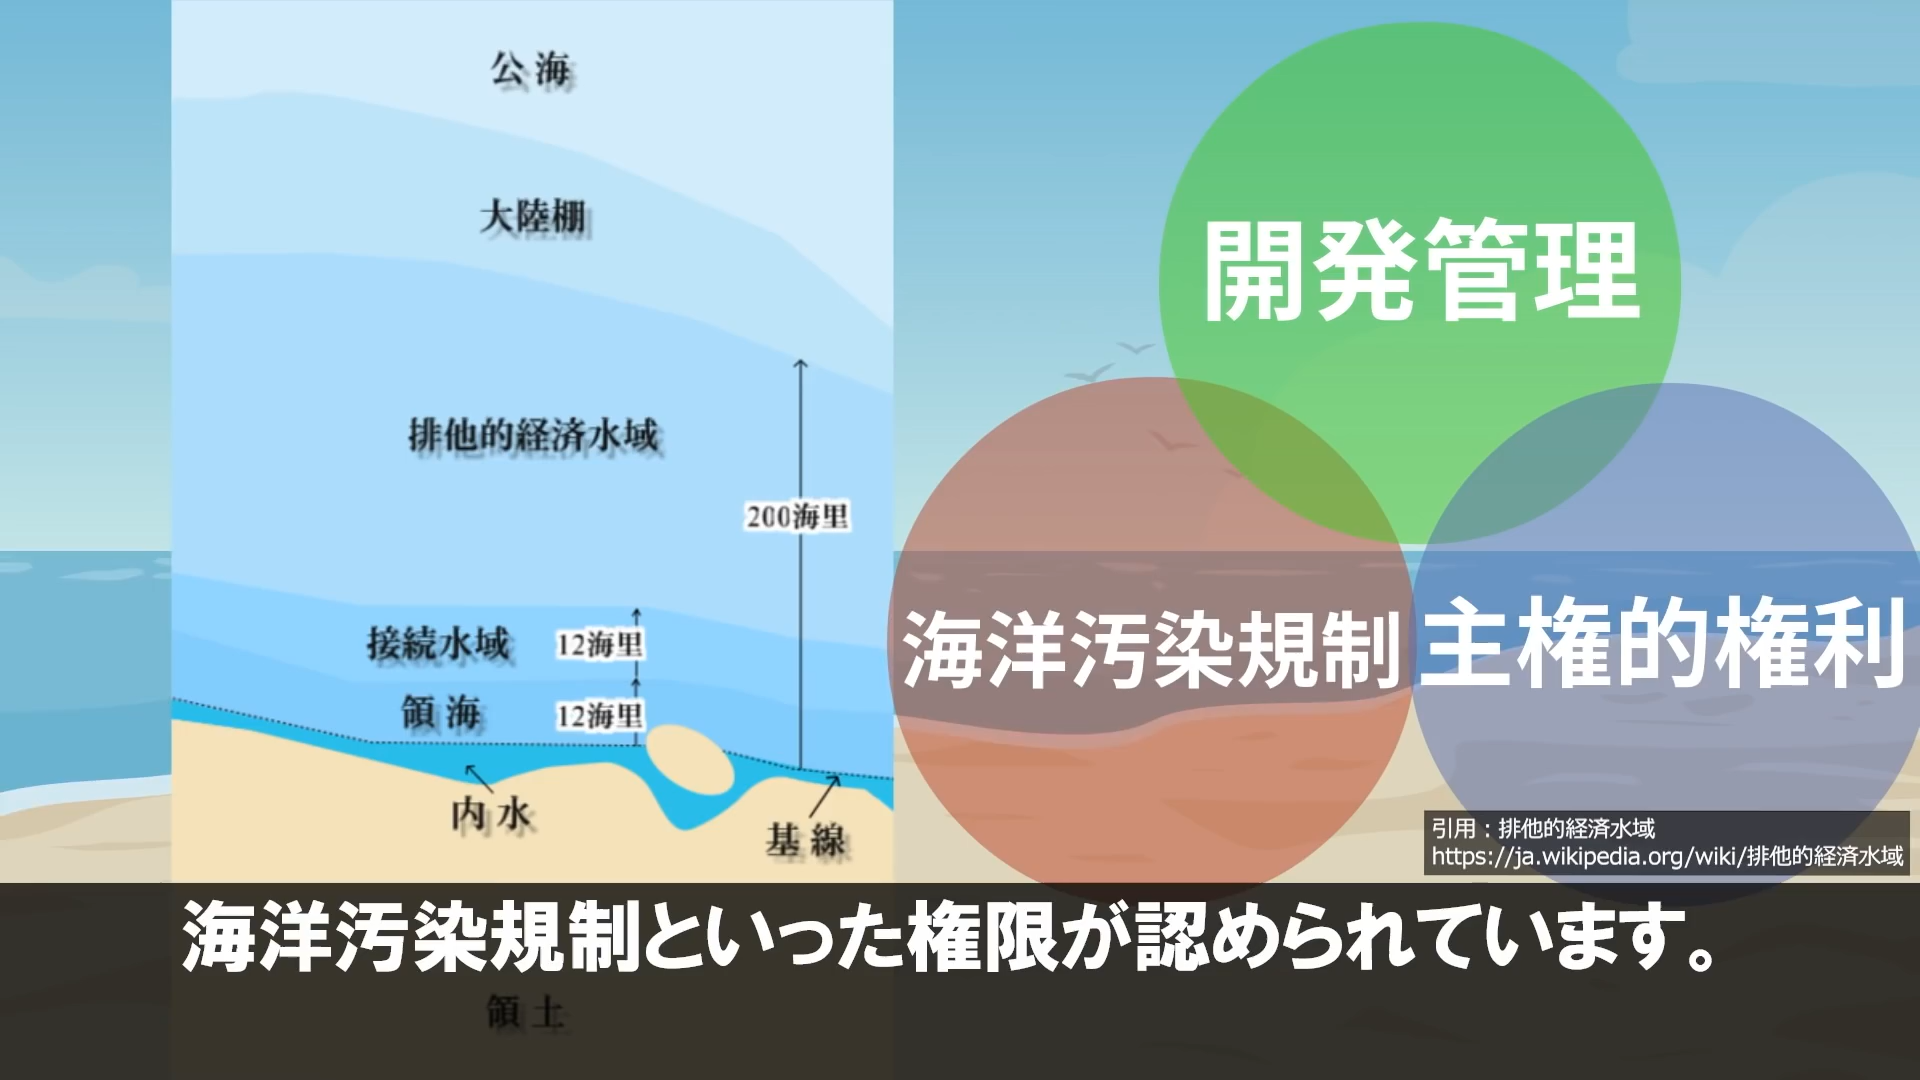 公海
大陸棚
排他的経済水域
200海里
接続水域
12海里
領海
12海里
内水
基線
領土
開発管理
海洋汚染規制
主権的権利
引用：排他的経済水域
https://ja.wikipedia.org/wiki/排他的経済水域
海洋汚染規制といった権限が認められています。